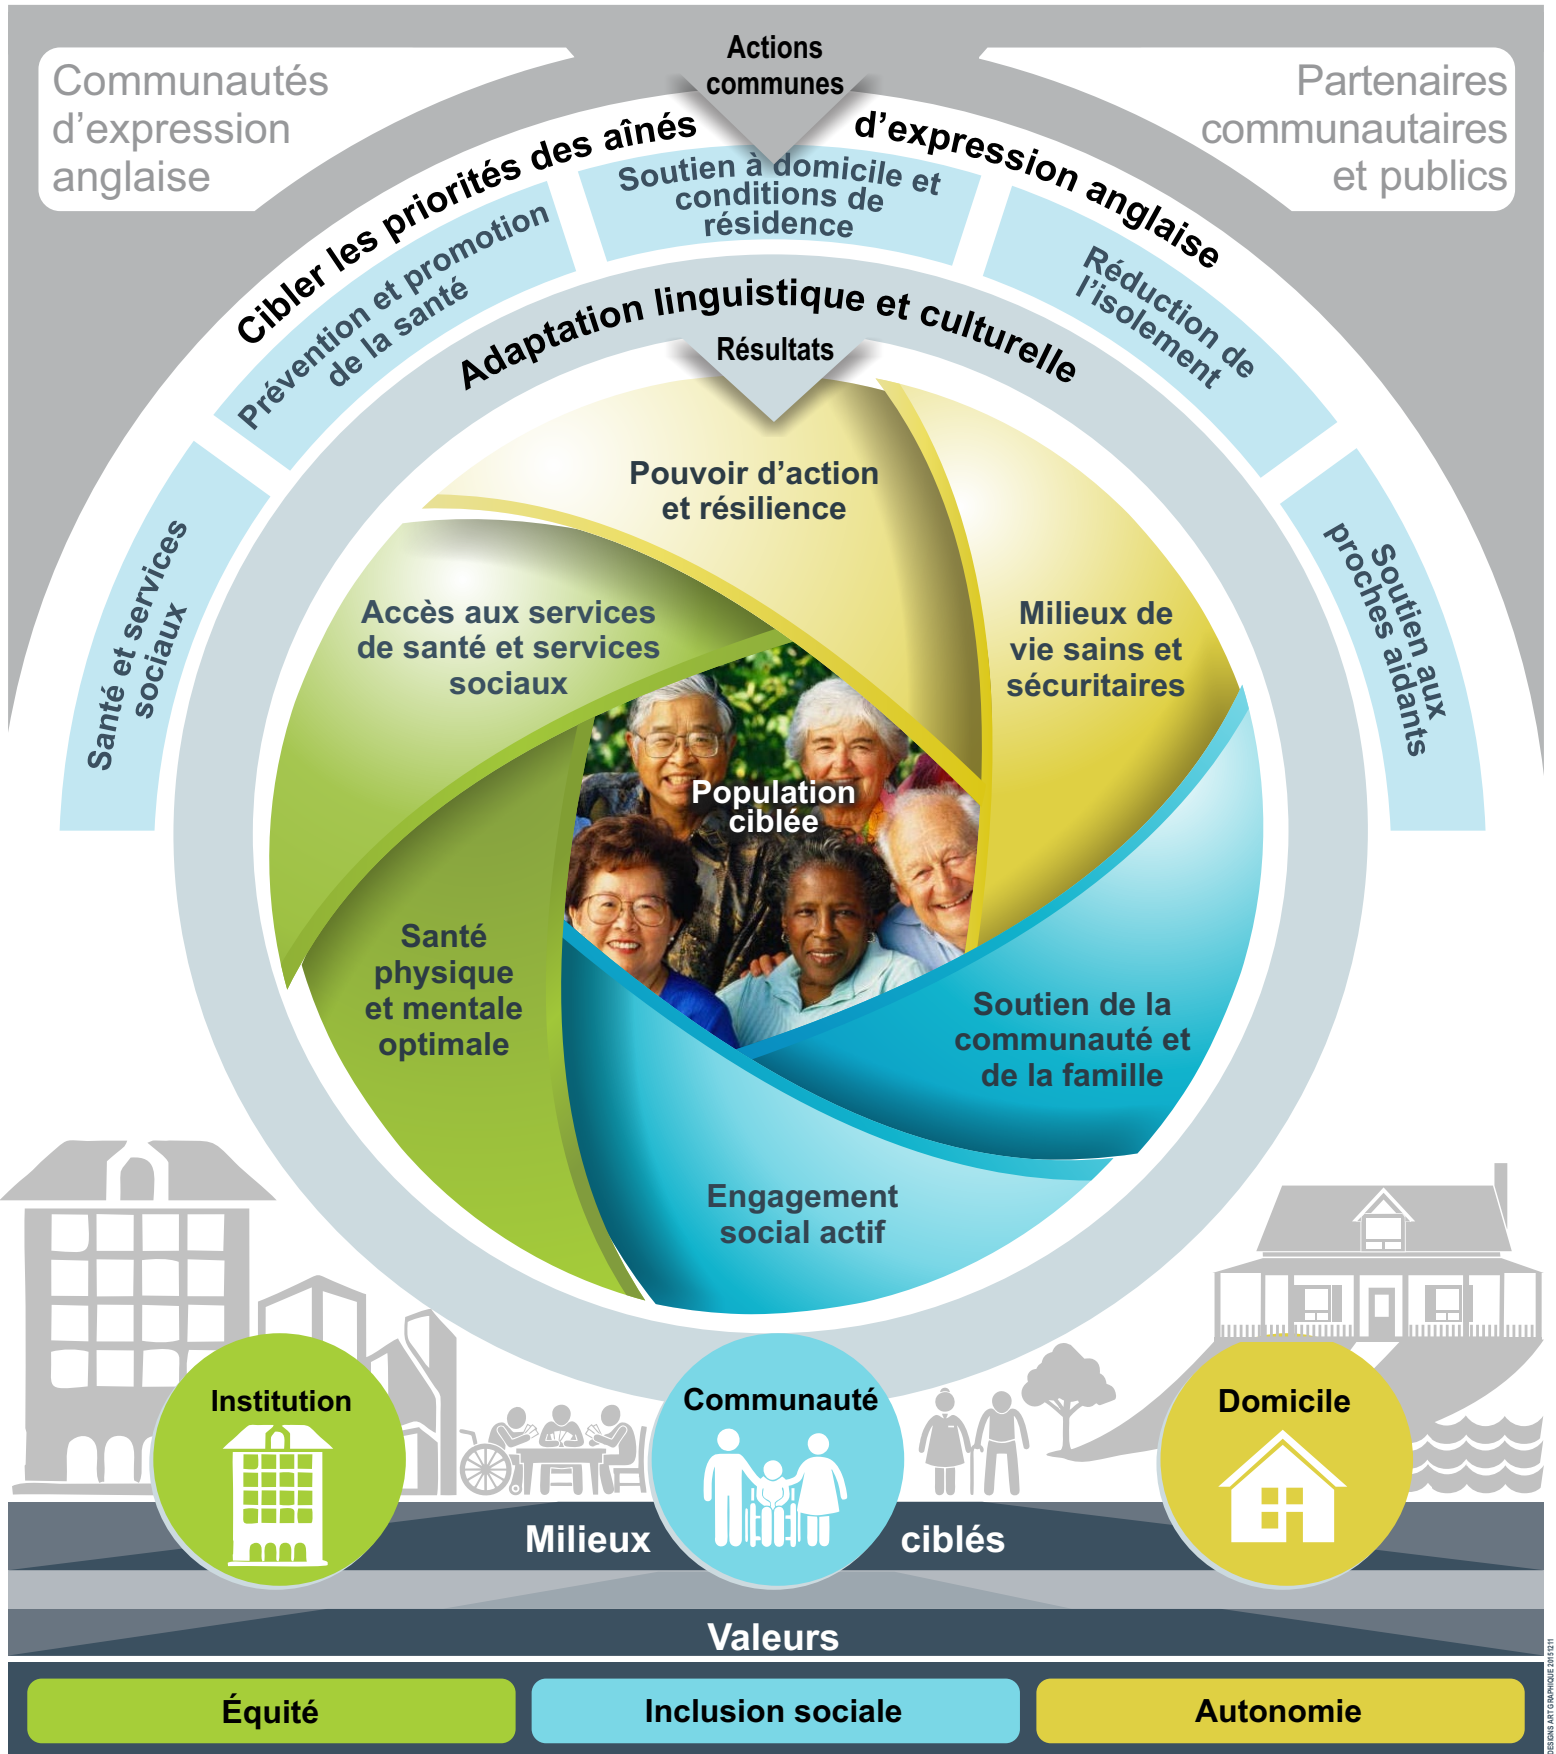 Communautés
d'expression
anglaise
Actions
communes
Partenaires
communautaires
et publics
Cibler les priorités des aînés d'expression anglaise
Santé et services
sociaux
Prévention et promotion
de la santé
Soutien à domicile et
conditions de
résidence
Réduction de
l'isolement
Soutien aux
proches aidants
Adaptation linguistique et culturelle
Résultats
Pouvoir d'action
et résilience
Accès aux services
de santé et services
sociaux
Milieux de
vie sains et
sécuritaires
Population
ciblée
Santé
physique
et mentale
optimale
Soutien de la
communauté et
de la famille
Engagement
social actif
Institution
Communauté
Domicile
Milieux ciblés
Valeurs
Équité
Inclusion sociale
Autonomie
DESIGNS ART GRAPHIQUE 20151211